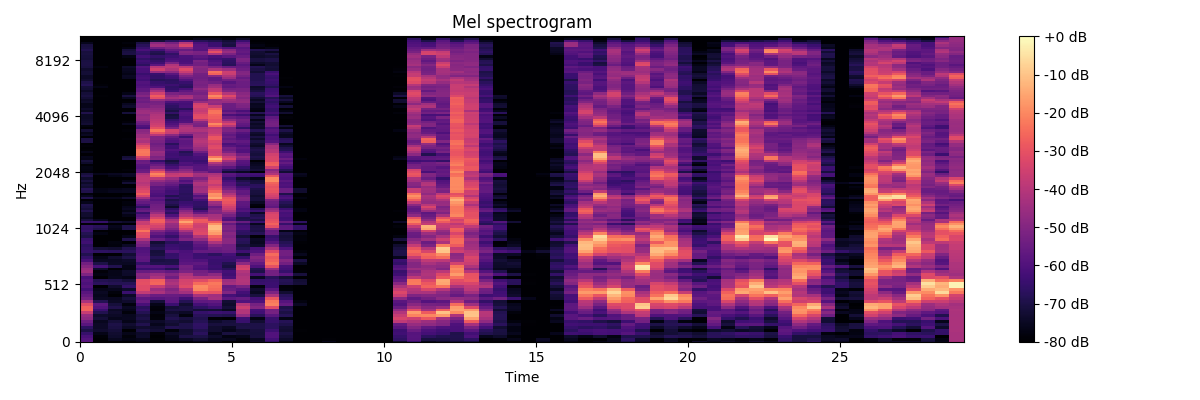 Mel spectrogram
8192
4096
2048
1024
512
0
Hz
0 5 10 15 20 25
Time
+0 dB
-10 dB
-20 dB
-30 dB
-40 dB
-50 dB
-60 dB
-70 dB
-80 dB